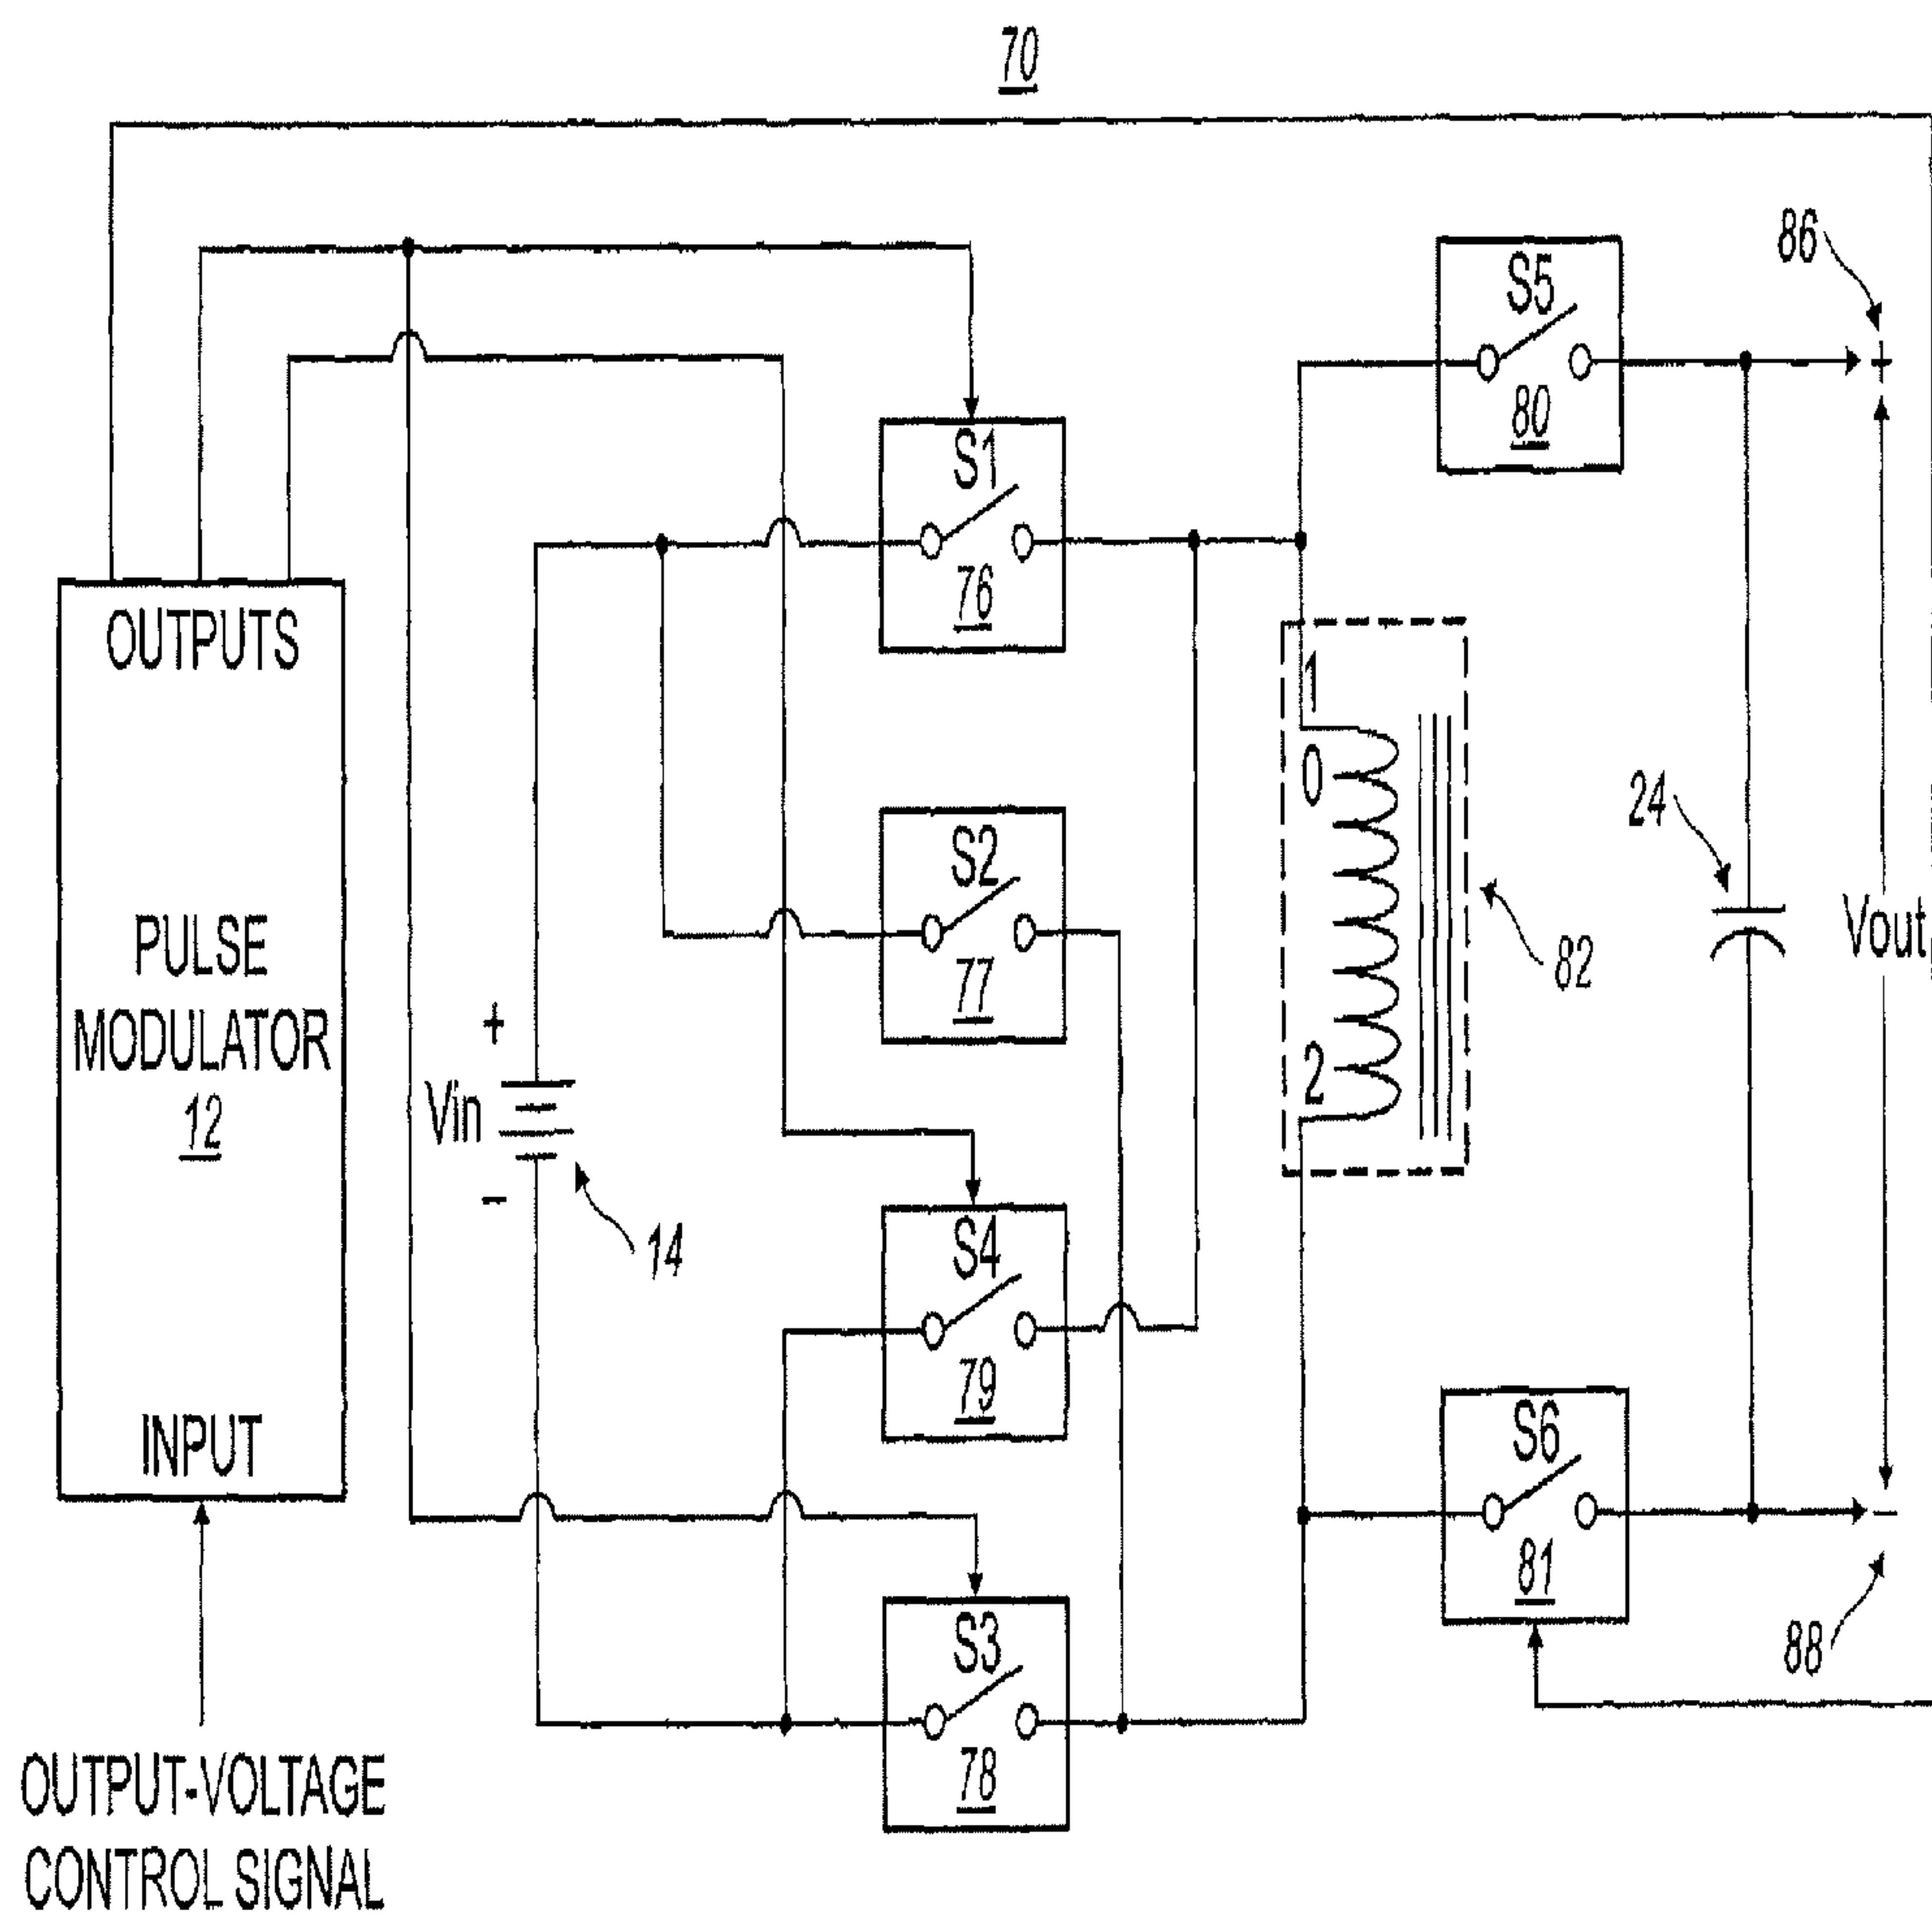 70
86
S5
80
S1
76
OUTPUTS
1
0
24
S2
77
PULSE
MODULATOR
12
+
Vin
-
14
82
Vout
2
S4
79
INPUT
S6
81
S3
78
88
OUTPUT-VOLTAGE
CONTROL SIGNAL
+
-